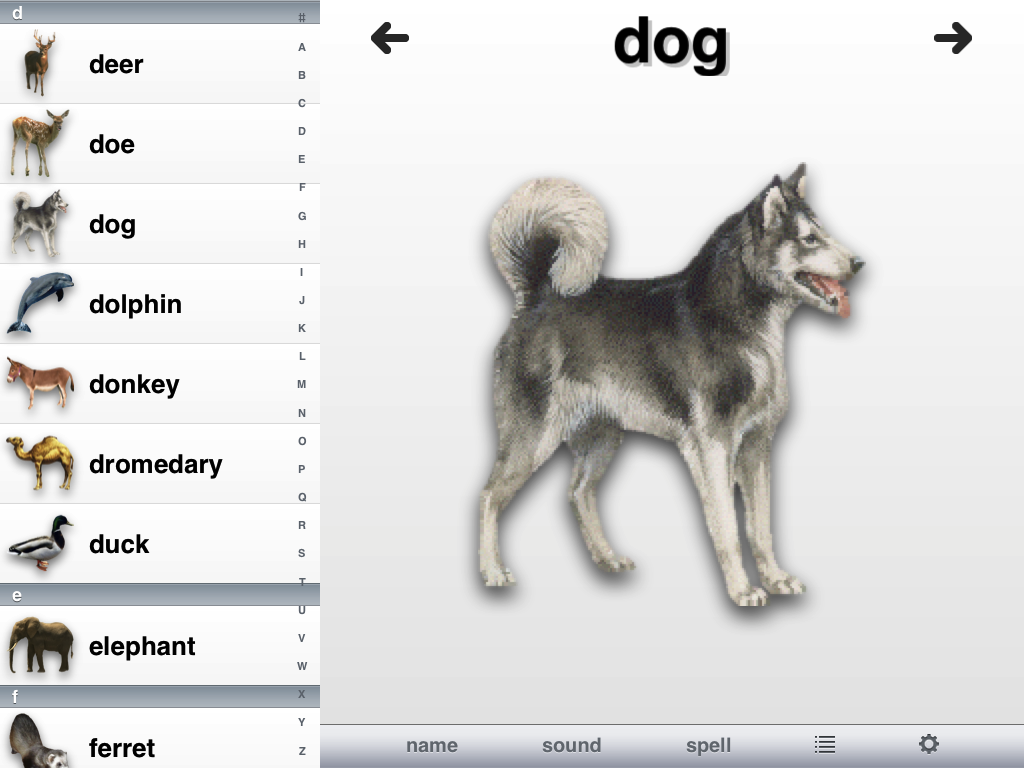 d
deer
doe
dog
dolphin
donkey
dromedary
duck
e
elephant
f
ferret
#
A
B
C
D
E
F
G
H
I
J
K
L
M
N
O
P
Q
R
S
T
U
V
W
X
Y
Z
dog
name sound spell